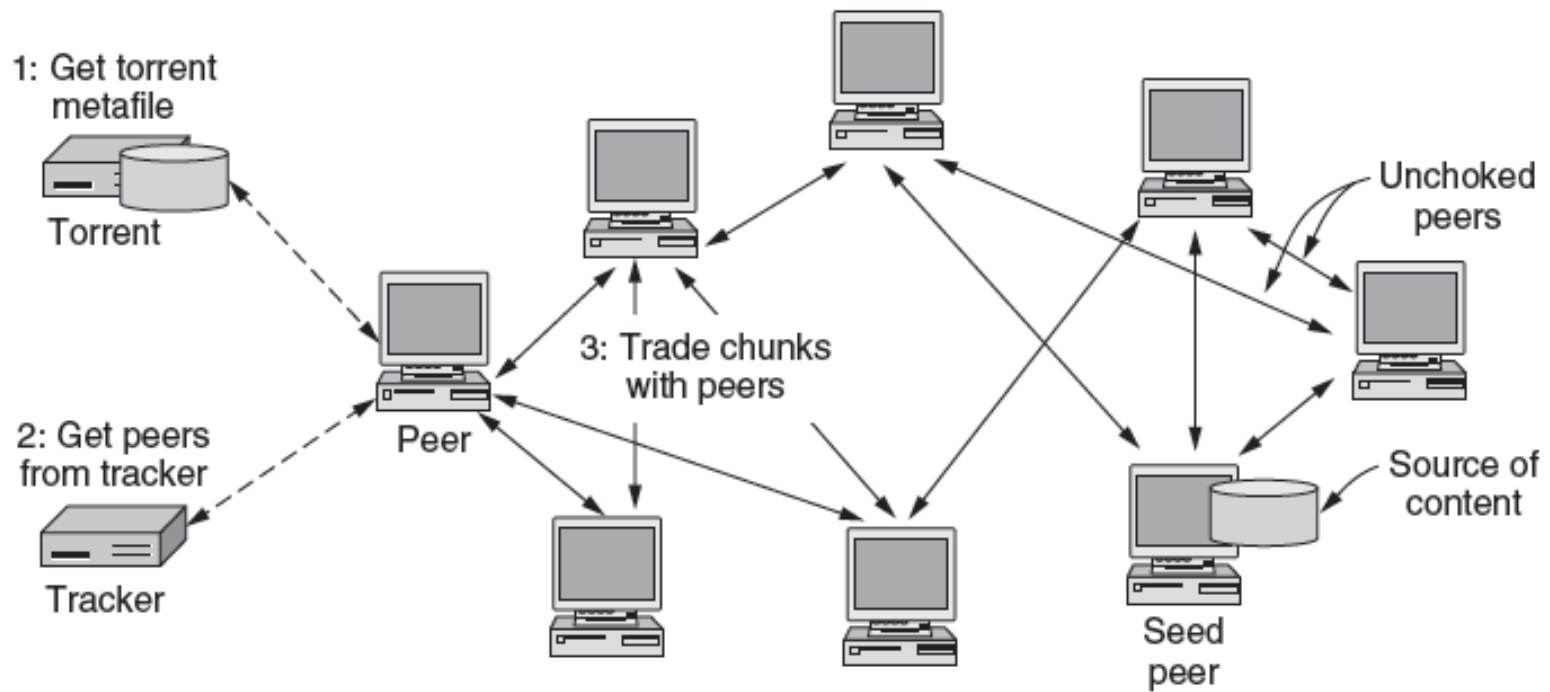 1: Get torrent
metafile
Torrent
2: Get peers
from tracker
Tracker
Peer
3: Trade chunks
with peers
Unchoked
peers
Source of
content
Seed
peer